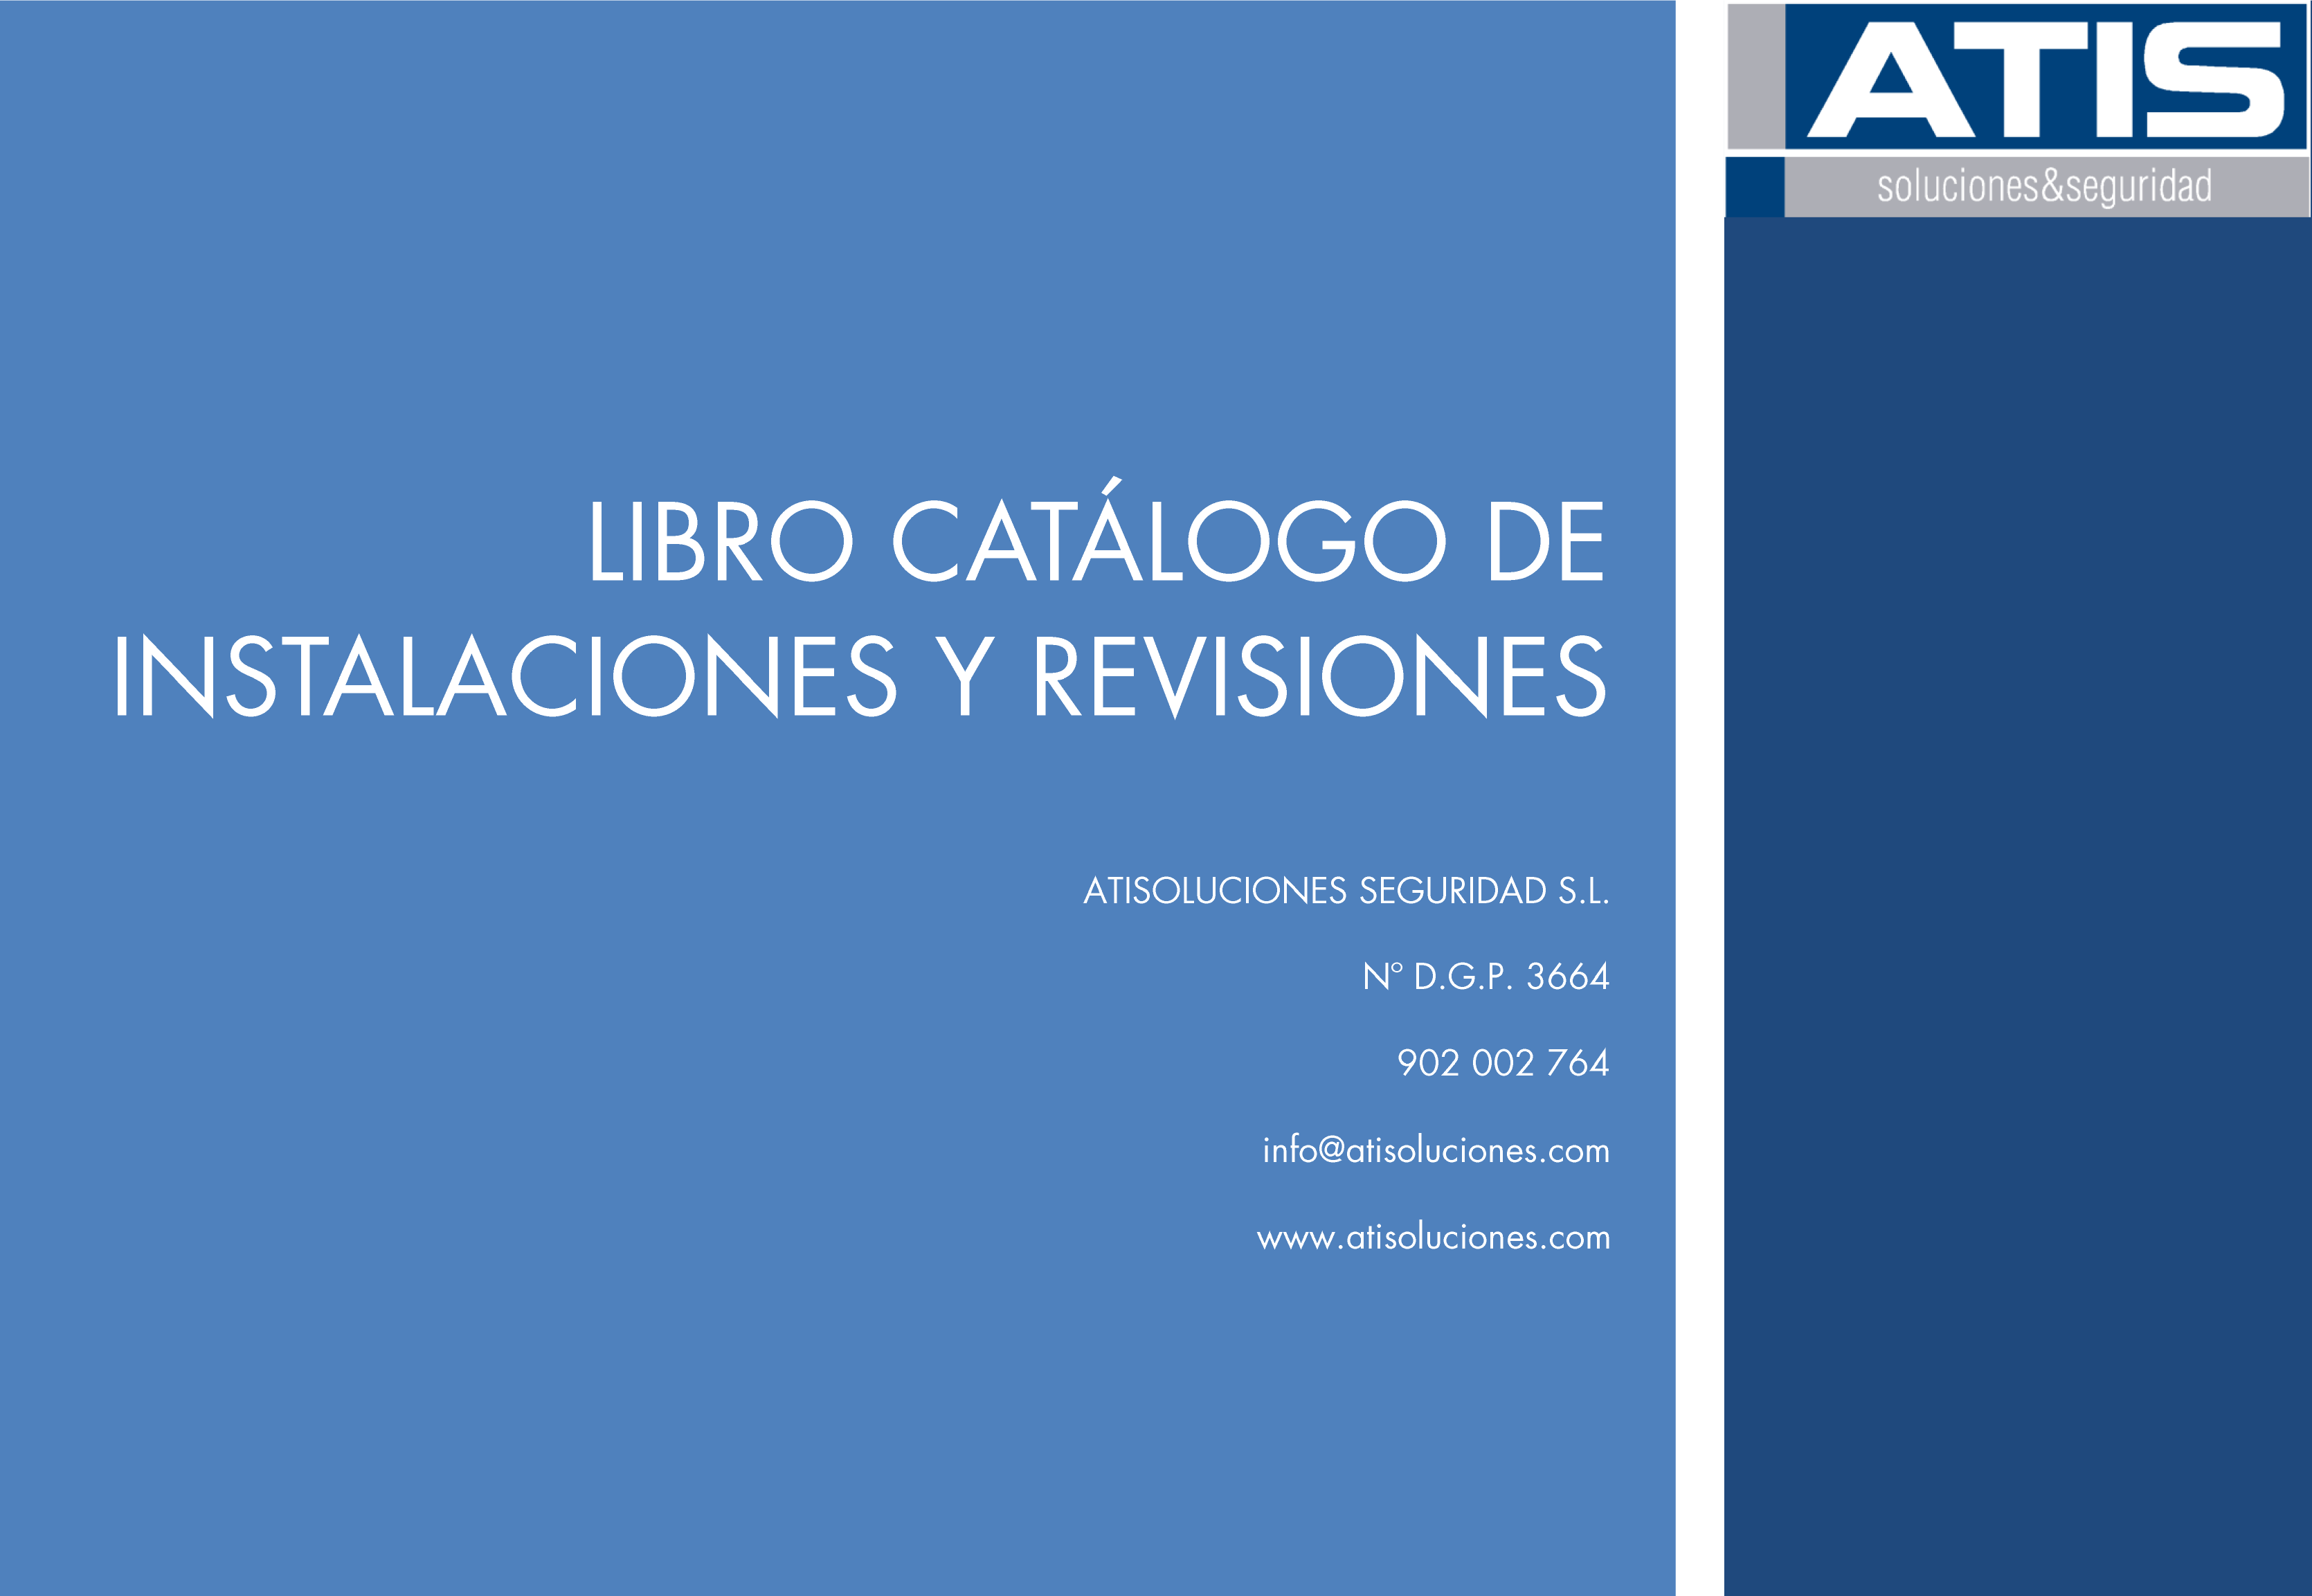 ATIS
soluciones&seguridad
LIBRO CATÁLOGO DE
INSTALACIONES Y REVISIONES
ATISOLUCIONES SEGURIDAD S.L.
Nº D.G.P. 3664
902 002 764
info@atisoluciones.com
www.atisoluciones.com